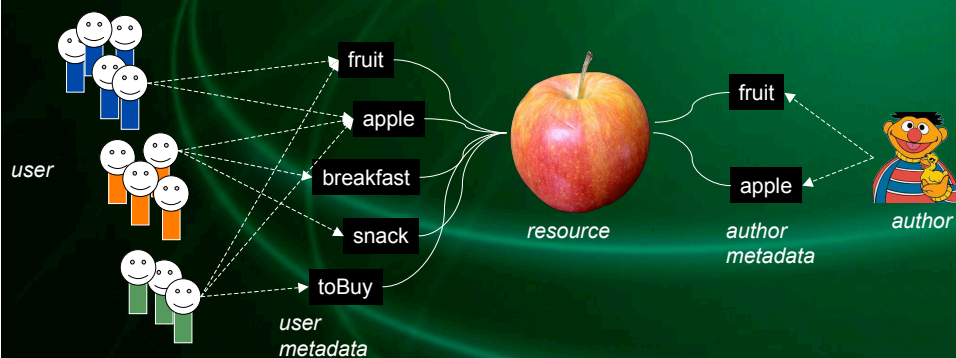 user
fruit
apple
breakfast
snack
toBuy
user
metadata
resource
fruit
apple
author
metadata
author